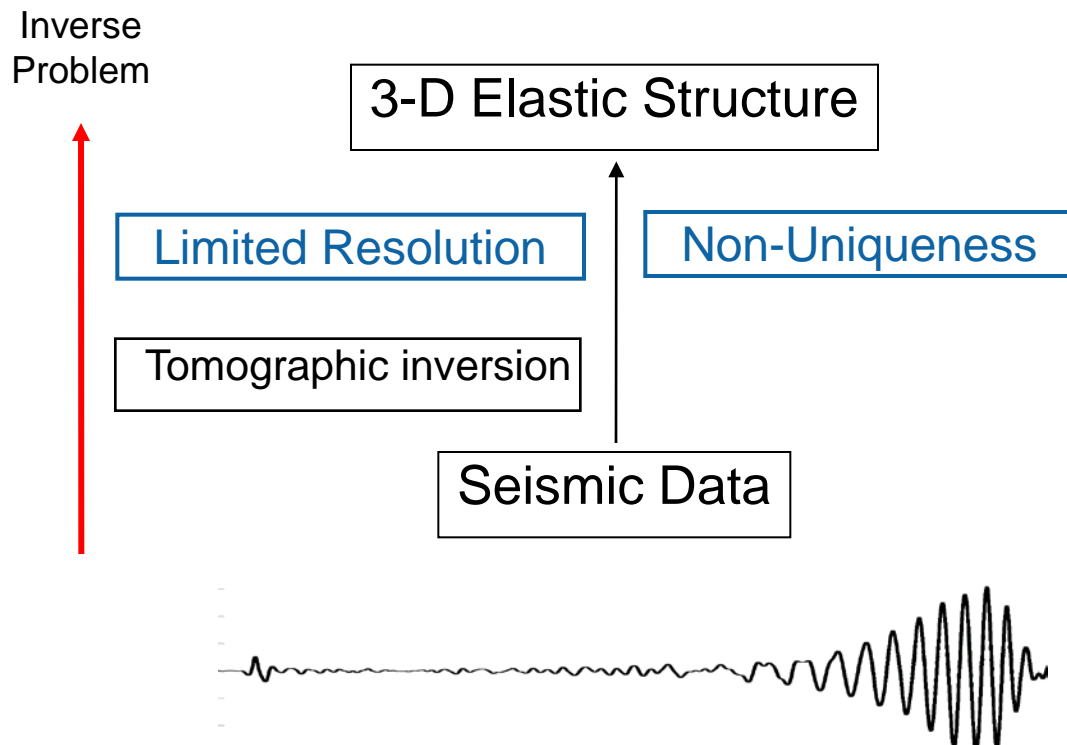 Inverse
Problem
3-D Elastic Structure
Limited Resolution
Non-Uniqueness
Tomographic inversion
Seismic Data